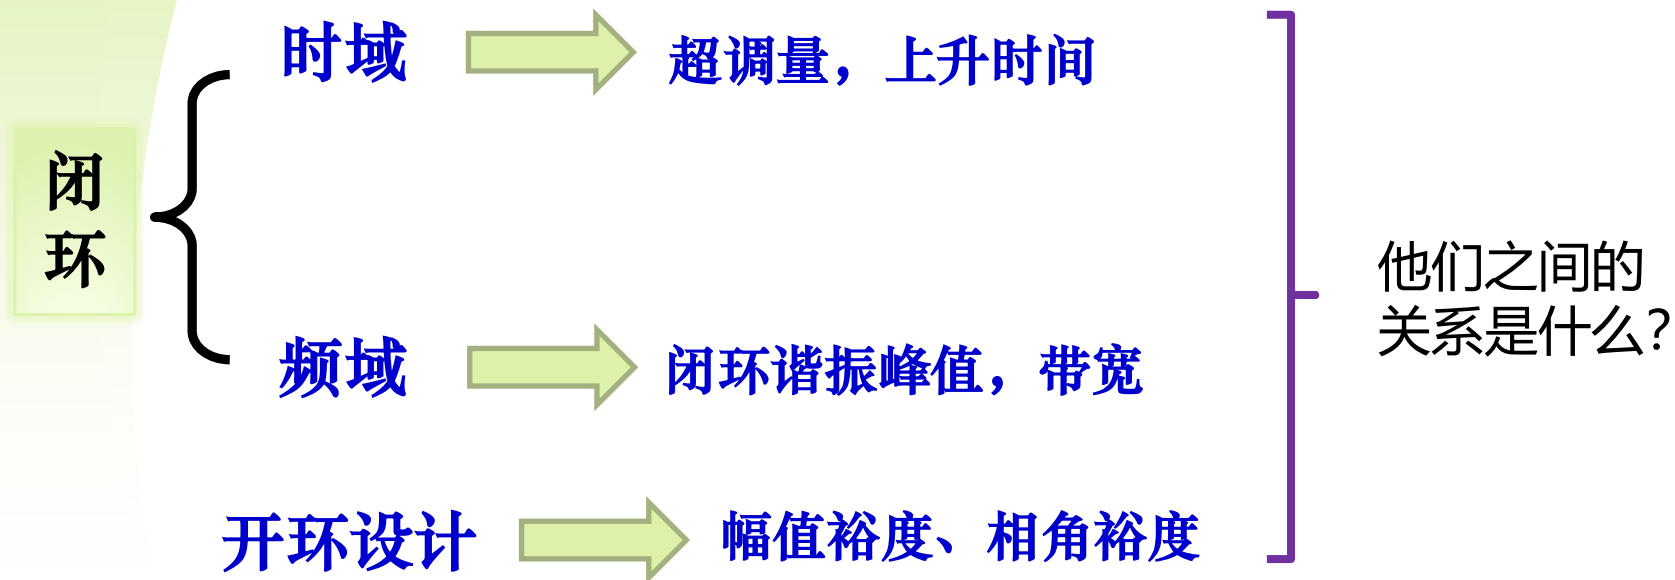 闭
环
时域
超调量，上升时间
频域
闭环谐振峰值，带宽
开环设计
幅值裕度、相角裕度
他们之间的
关系是什么？